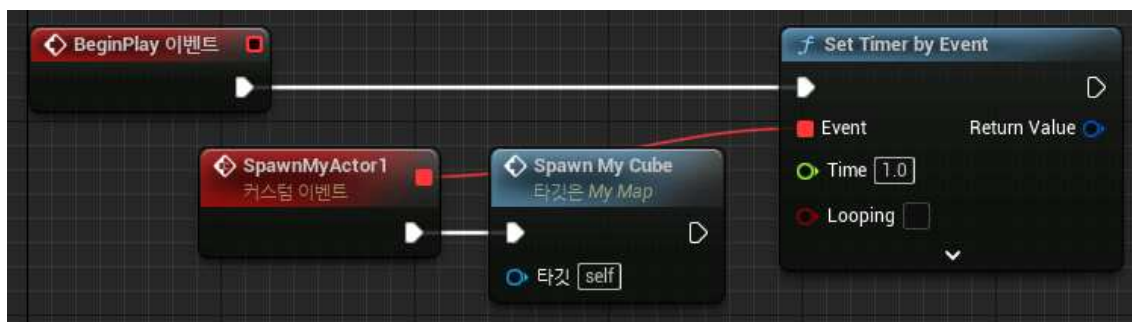 BeginPlay 이벤트
SpawnMyActor1
커스텀 이벤트
Spawn My Cube
타깃은 My Map
타깃 self
f Set Timer by Event
Event
Return Value
Time 1.0
Looping